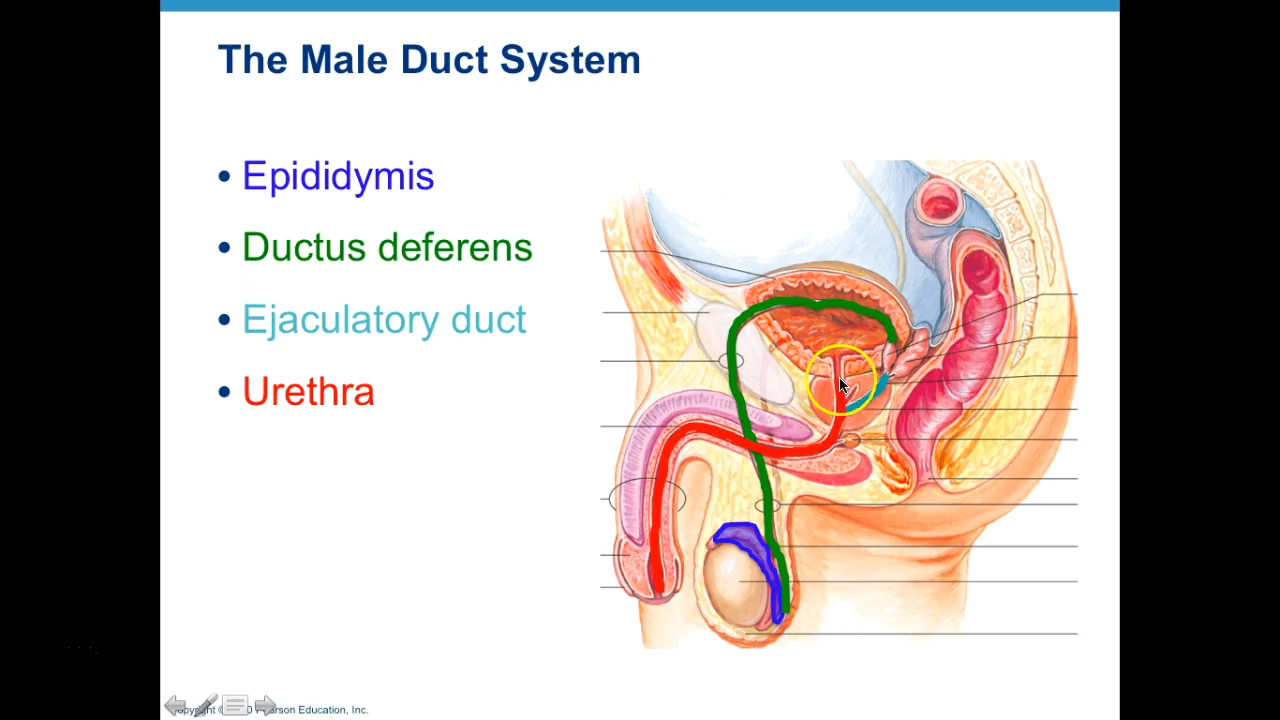 The Male Duct System
• Epididymis
• Ductus deferens
• Ejaculatory duct
• Urethra
Pearson Education, Inc.